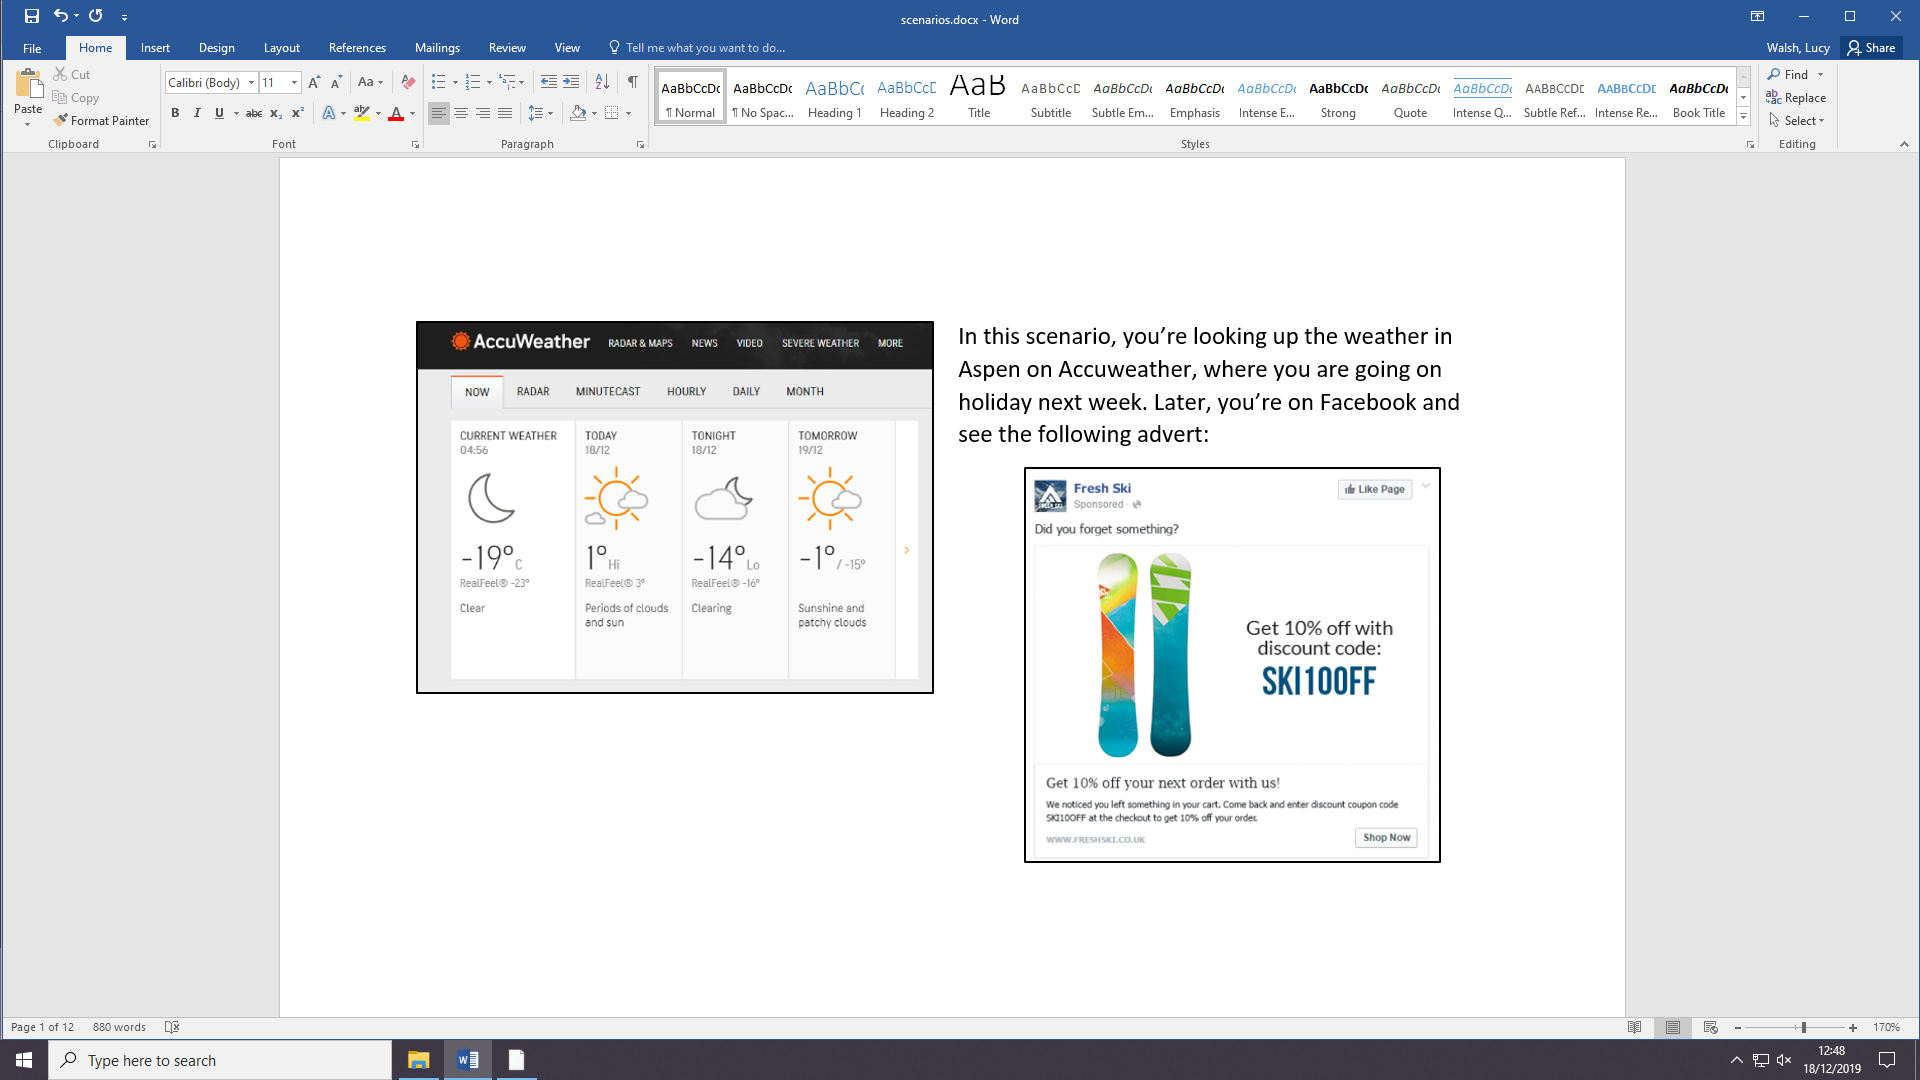 scenarios.docx - Word
File Home Insert Design Layout References Mailings Review View Tell me what you want to do... Walsh, Lucy Share
Paste
Cut
Copy
Format Painter
Clipboard
Calibri (Body) 11
Aa
B I U abc X₂ X²
Font
Paragraph
AaBbCcDc AaBbCcDc AaBbCc AaBbCcD AaB AaBbCcD AaBbCcDc AaBbCcDc AaBbCcDc AaBbCcDc AaBbCcDc AaBbCcDc AaBbCcDd AaBbCcDd AaBbCcDc
¶ Normal ¶ No Spac... Heading 1 Heading 2 Title Subtitle Subtle Em... Emphasis Intense E... Strong Quote Intense Q... Subtle Ref... Intense Re... Book Title
Styles
Find
Replace
Select
Editing
AccuWeather RADAR & MAPS NEWS VIDEO SEVERE WEATHER MORE
NOW RADAR MINUTECAST HOURLY DAILY MONTH
CURRENT WEATHER
04:56
-19° C
RealFeel® -23°
Clear
TODAY
18/12
1° Hi
RealFeel® 3°
Periods of clouds
and sun
TONIGHT
18/12
-14° Lo
RealFeel® -16°
Clearing
TOMORROW
19/12
-1° / -15°
Sunshine and
patchy clouds
In this scenario, you’re looking up the weather in
Aspen on Accuweather, where you are going on
holiday next week. Later, you’re on Facebook and
see the following advert:
Fresh Ski
Sponsored ·
Like Page
FRESH SKI
Did you forget something?
Get 10% off with
discount code:
SKI10OFF
Get 10% off your next order with us!
We noticed you left something in your cart. Come back and enter discount coupon code
SKI10OFF at the checkout to get 10% off your order.
WWW.FRESHSKI.CO.UK
Shop Now
Page 1 of 12 880 words
170%
Type here to search
12:48
18/12/2019